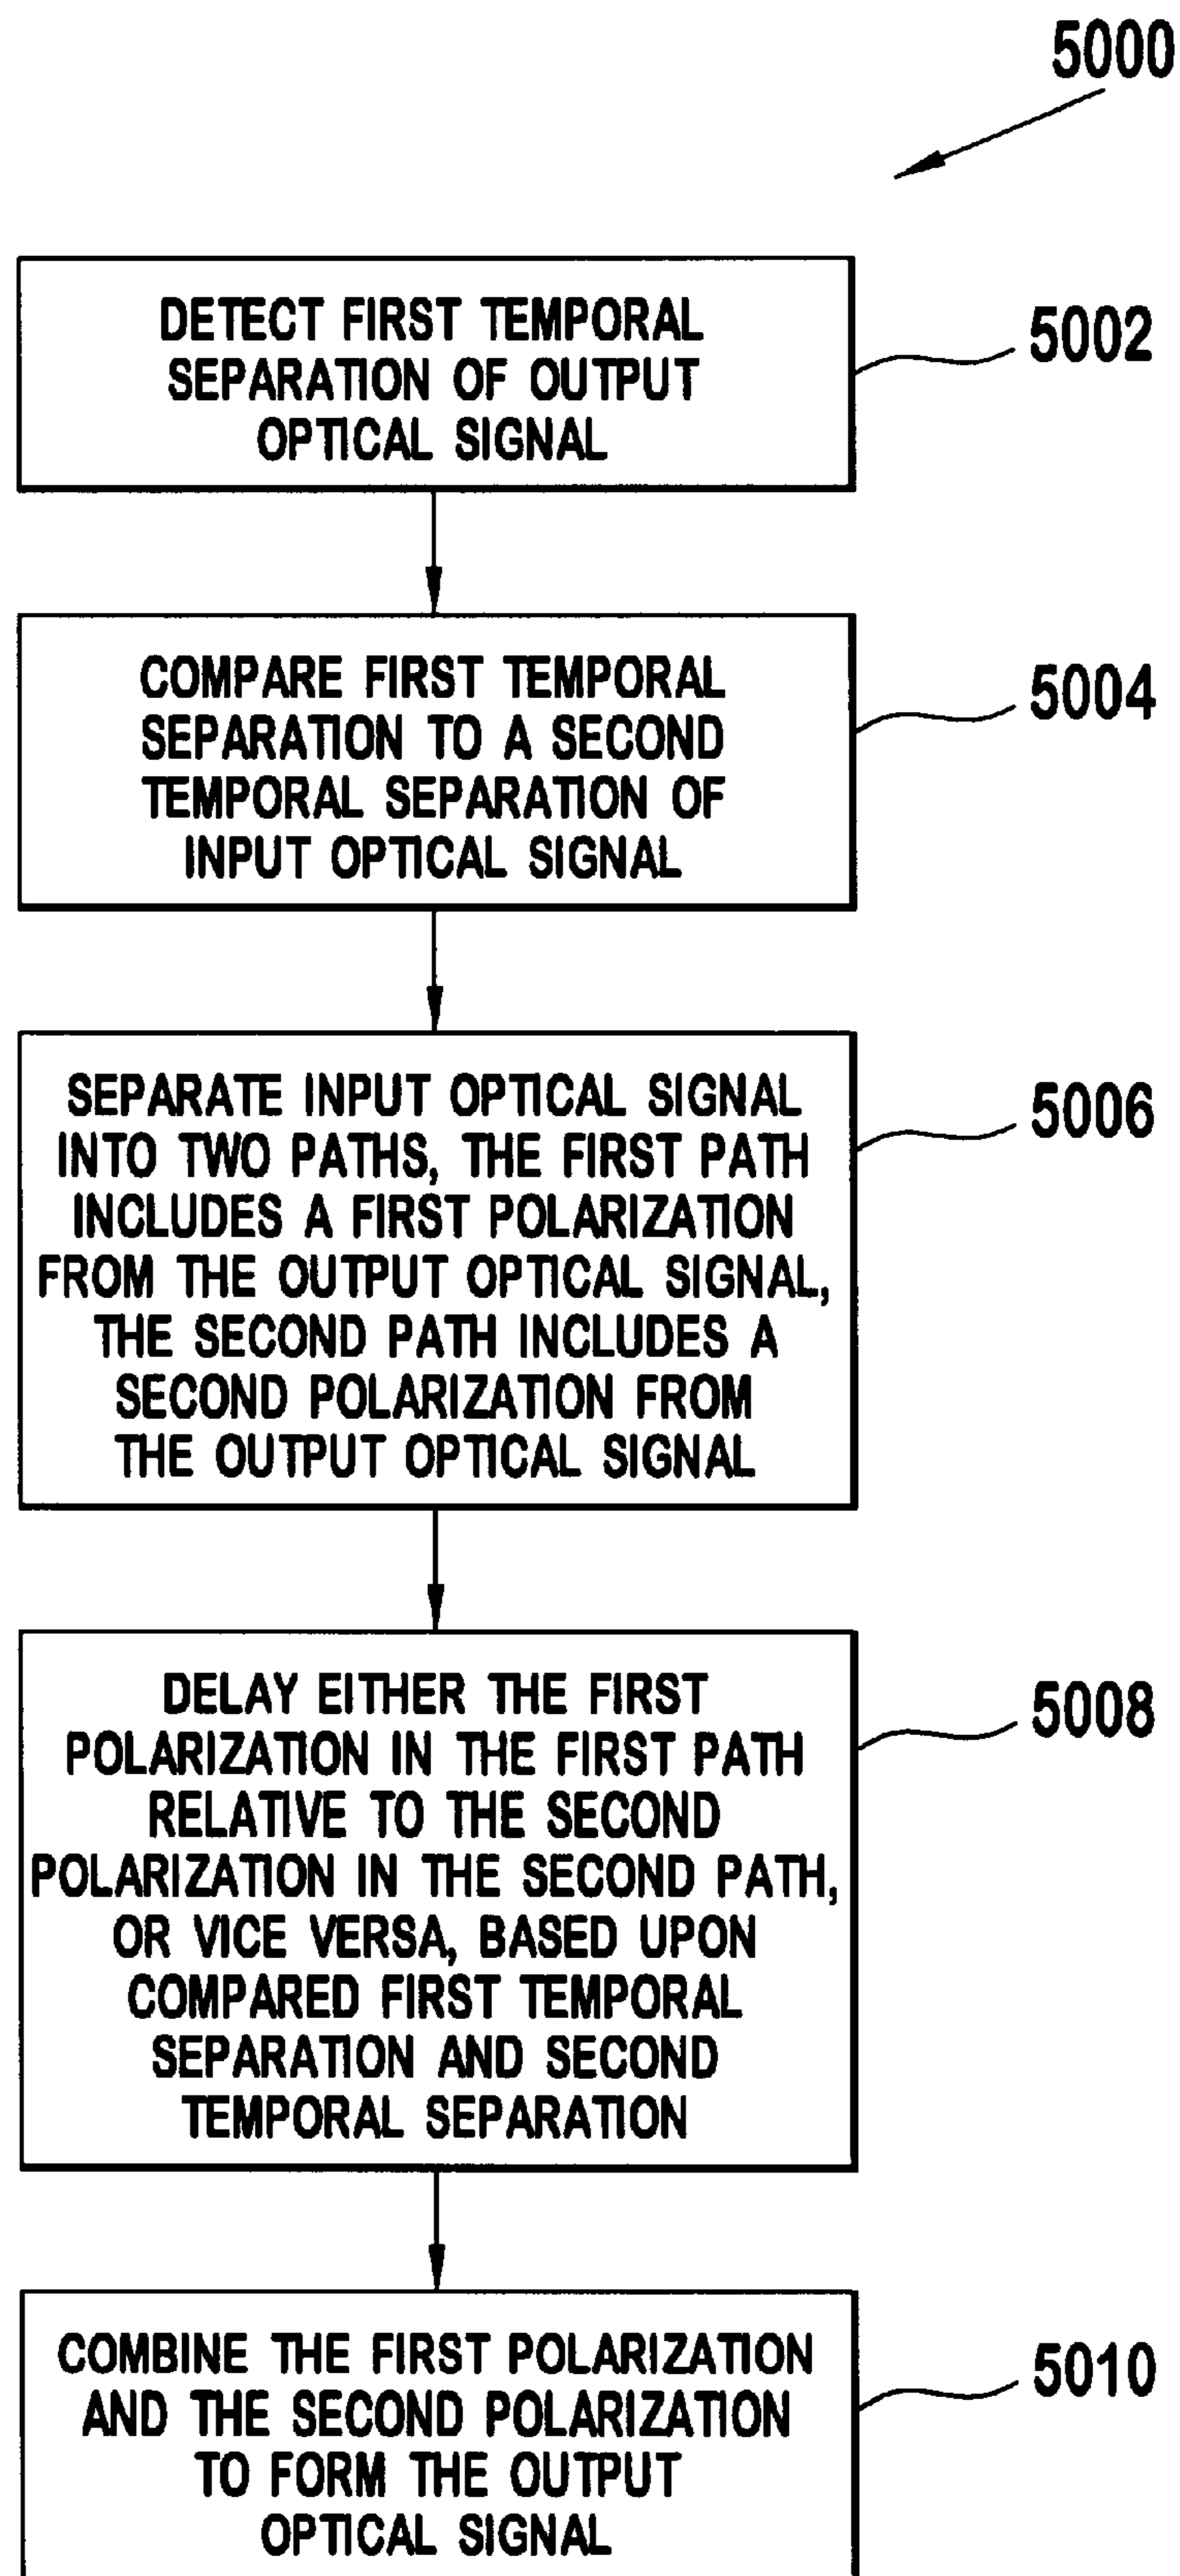 5000
DETECT FIRST TEMPORAL
SEPARATION OF OUTPUT
OPTICAL SIGNAL
5002
COMPARE FIRST TEMPORAL
SEPARATION TO A SECOND
TEMPORAL SEPARATION OF
INPUT OPTICAL SIGNAL
5004
SEPARATE INPUT OPTICAL SIGNAL
INTO TWO PATHS, THE FIRST PATH
INCLUDES A FIRST POLARIZATION
FROM THE OUTPUT OPTICAL SIGNAL,
THE SECOND PATH INCLUDES A
SECOND POLARIZATION FROM
THE OUTPUT OPTICAL SIGNAL
5006
DELAY EITHER THE FIRST
POLARIZATION IN THE FIRST PATH
RELATIVE TO THE SECOND
POLARIZATION IN THE SECOND PATH,
OR VICE VERSA, BASED UPON
COMPARED FIRST TEMPORAL
SEPARATION AND SECOND
TEMPORAL SEPARATION
5008
COMBINE THE FIRST POLARIZATION
AND THE SECOND POLARIZATION
TO FORM THE OUTPUT
OPTICAL SIGNAL
5010